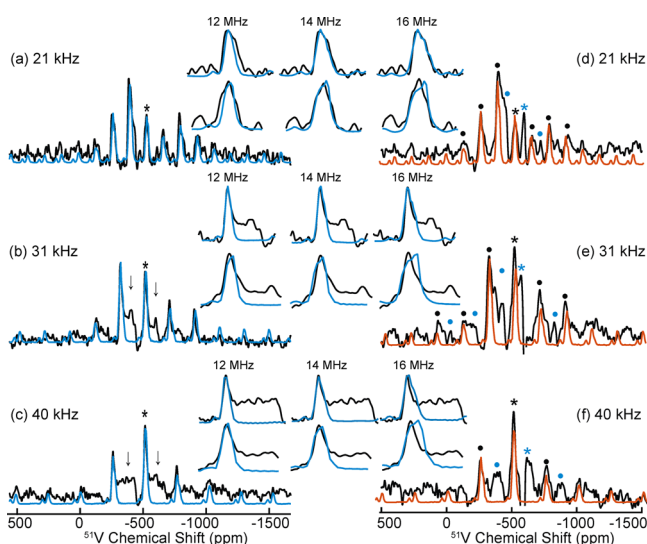 12 MHz 14 MHz 16 MHz
(a) 21 kHz
(d) 21 kHz
*
*
*
12 MHz 14 MHz 16 MHz
(b) 31 kHz
(e) 31 kHz
*
*
*
12 MHz 14 MHz 16 MHz
(c) 40 kHz
(f) 40 kHz
*
*
*
500 0 -500 -1000 -1500
500 0 -500 -1000 -1500
⁵¹V Chemical Shift (ppm)
⁵¹V Chemical Shift (ppm)